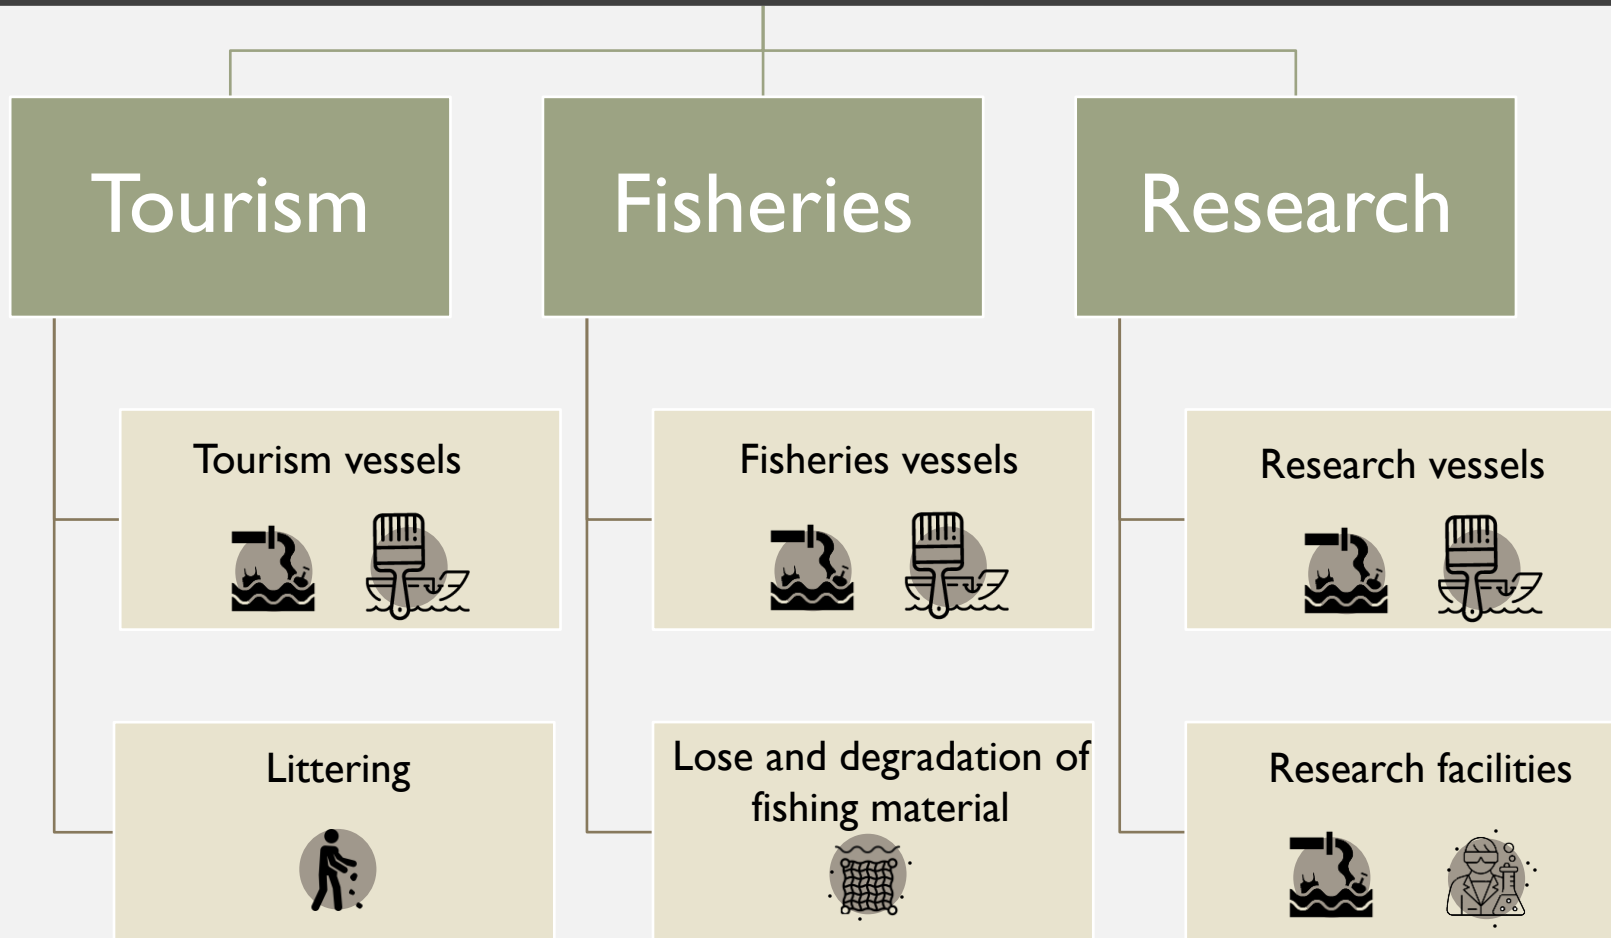 Tourism
Fisheries
Research
Tourism vessels
Fisheries vessels
Research vessels
Littering
Lose and degradation of
fishing material
Research facilities